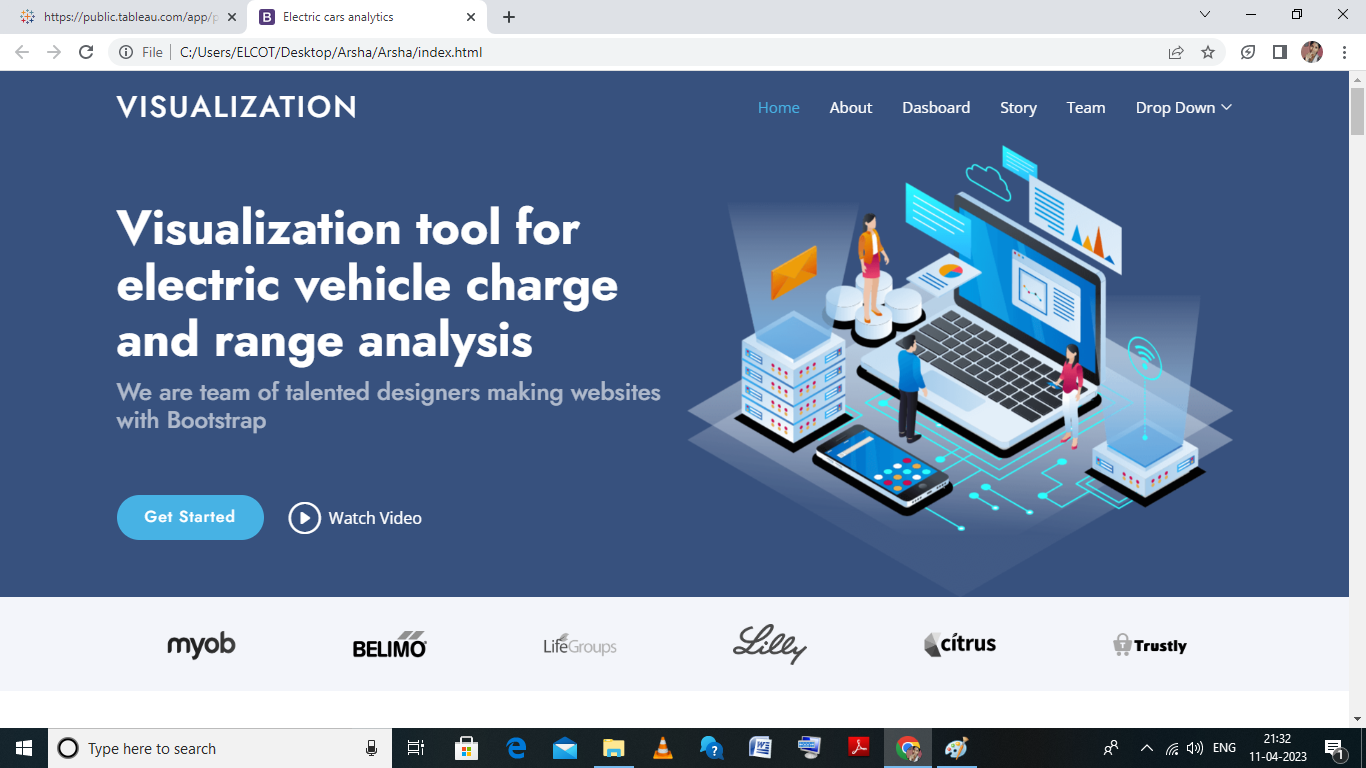 https://public.tableau.com/app/p
Electric cars analytics
File
C:/Users/ELCOT/Desktop/Arsha/Arsha/index.html
VISUALIZATION
Home
About
Dasboard
Story
Team
Drop Down
Visualization tool for
electric vehicle charge
and range analysis
We are team of talented designers making websites
with Bootstrap
Get Started
Watch Video
myob
BELIMO
LifeGroups
Lilly
citrus
Trustly
Type here to search
ENG
21:32
11-04-2023
1